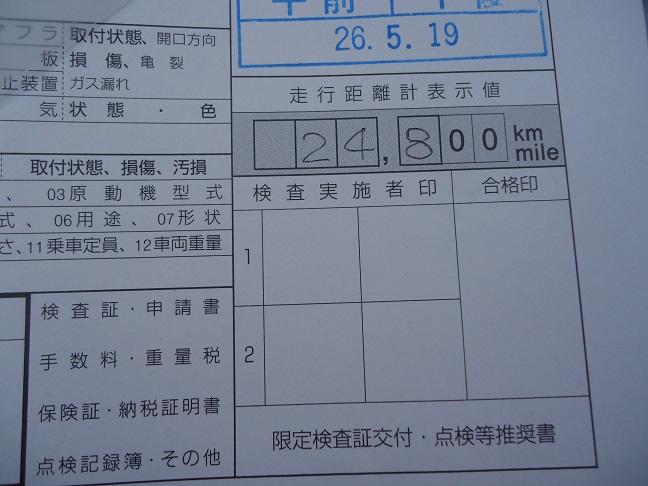 マフラ 取付状態、開口方向
板 損傷、亀裂
止装置 ガス漏れ
気 状態・色
取付状態、損傷、汚損
、03原動機型式
式、06用途、07形状
さ、11乗車定員、12車両重量
検査証・申請書
手数料・重量税
保険証・納税証明書
点検記録簿・その他
午前
26.5.19
走行距離計表示値
24,800 km
mile
検査実施者印 合格印
1
2
限定検査証交付・点検等推奨書